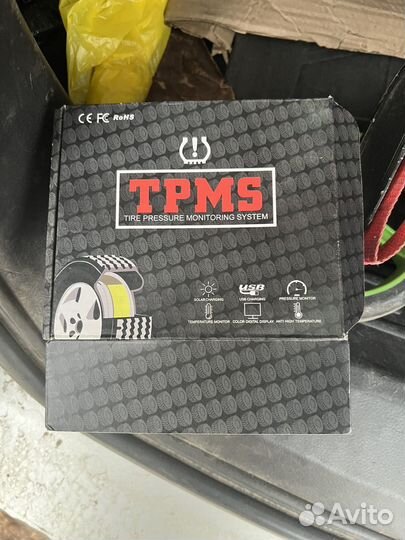 CE FC RoHS
TPMS
TIRE PRESSURE MONITORING SYSTEM
USB
SOLAR CHARGING USB CHARGING PRESSURE MONITOR
TEMPERATURE MONITOR COLOR DIGITAL DISPLAY ANTI HIGH TEMPERATURE
Avito